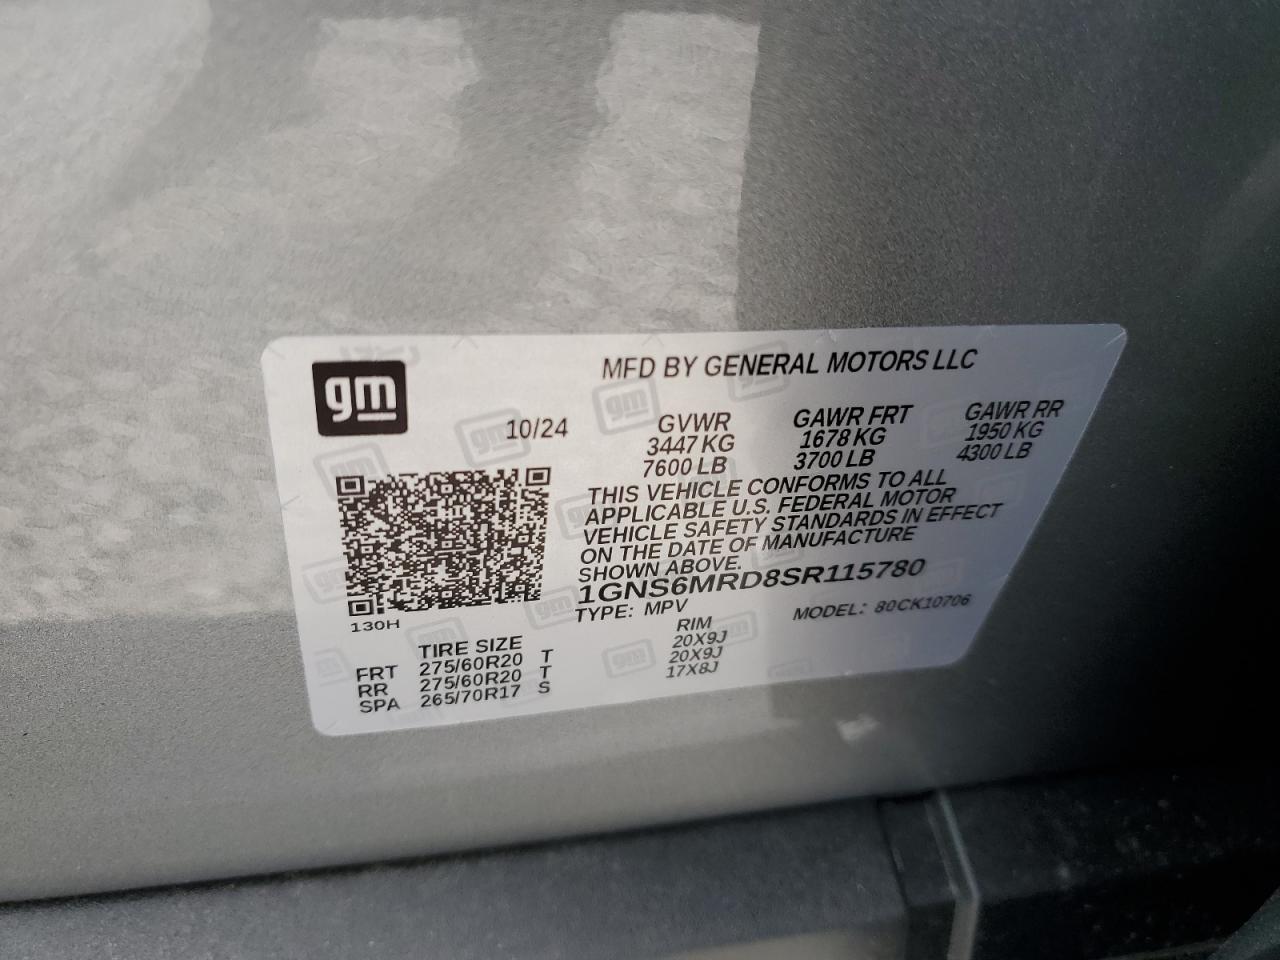 gm
MFD BY GENERAL MOTORS LLC
10/24
GVWR GAWR FRT GAWR RR
3447 KG 1678 KG 1950 KG
7600 LB 3700 LB 4300 LB
THIS VEHICLE CONFORMS TO ALL
APPLICABLE U.S. FEDERAL MOTOR
VEHICLE SAFETY STANDARDS IN EFFECT
ON THE DATE OF MANUFACTURE
SHOWN ABOVE.
1GNS6MRD8SR115780
TYPE: MPV MODEL: 80CK10706
130H
TIRE SIZE RIM
FRT 275/60R20 T 20X9J
RR 275/60R20 T 20X9J
SPA 265/70R17 S 17X8J